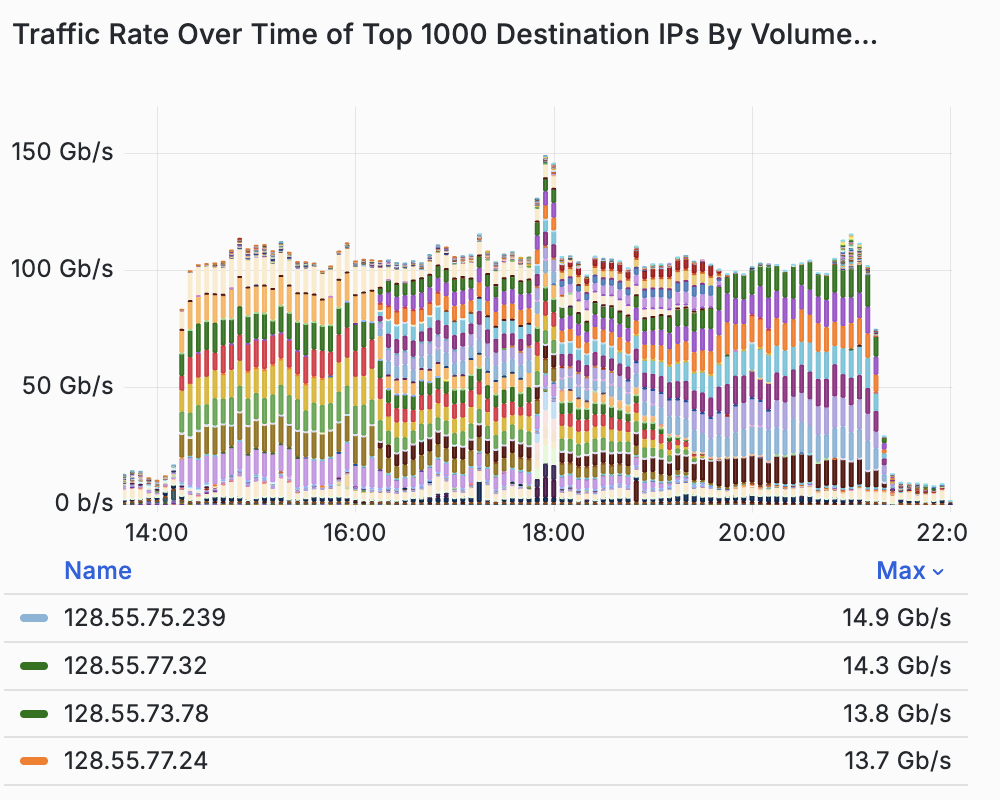 Traffic Rate Over Time of Top 1000 Destination IPs By Volume...
150 Gb/s
100 Gb/s
50 Gb/s
0 b/s
14:00 16:00 18:00 20:00 22:0
Name Max
128.55.75.239 14.9 Gb/s
128.55.77.32 14.3 Gb/s
128.55.73.78 13.8 Gb/s
128.55.77.24 13.7 Gb/s